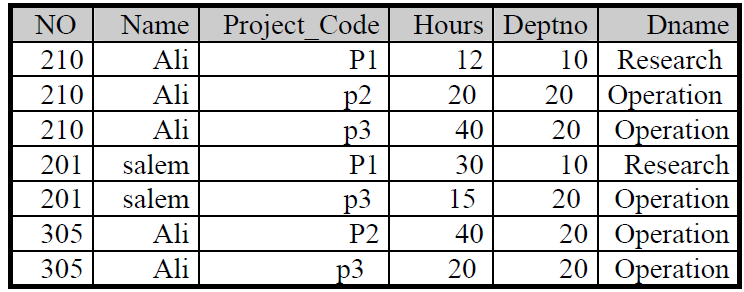 NO Name Project_Code Hours Deptno Dname
210 Ali P1 12 10 Research
210 Ali p2 20 20 Operation
210 Ali p3 40 20 Operation
201 salem P1 30 10 Research
201 salem p3 15 20 Operation
305 Ali P2 40 20 Operation
305 Ali p3 20 20 Operation